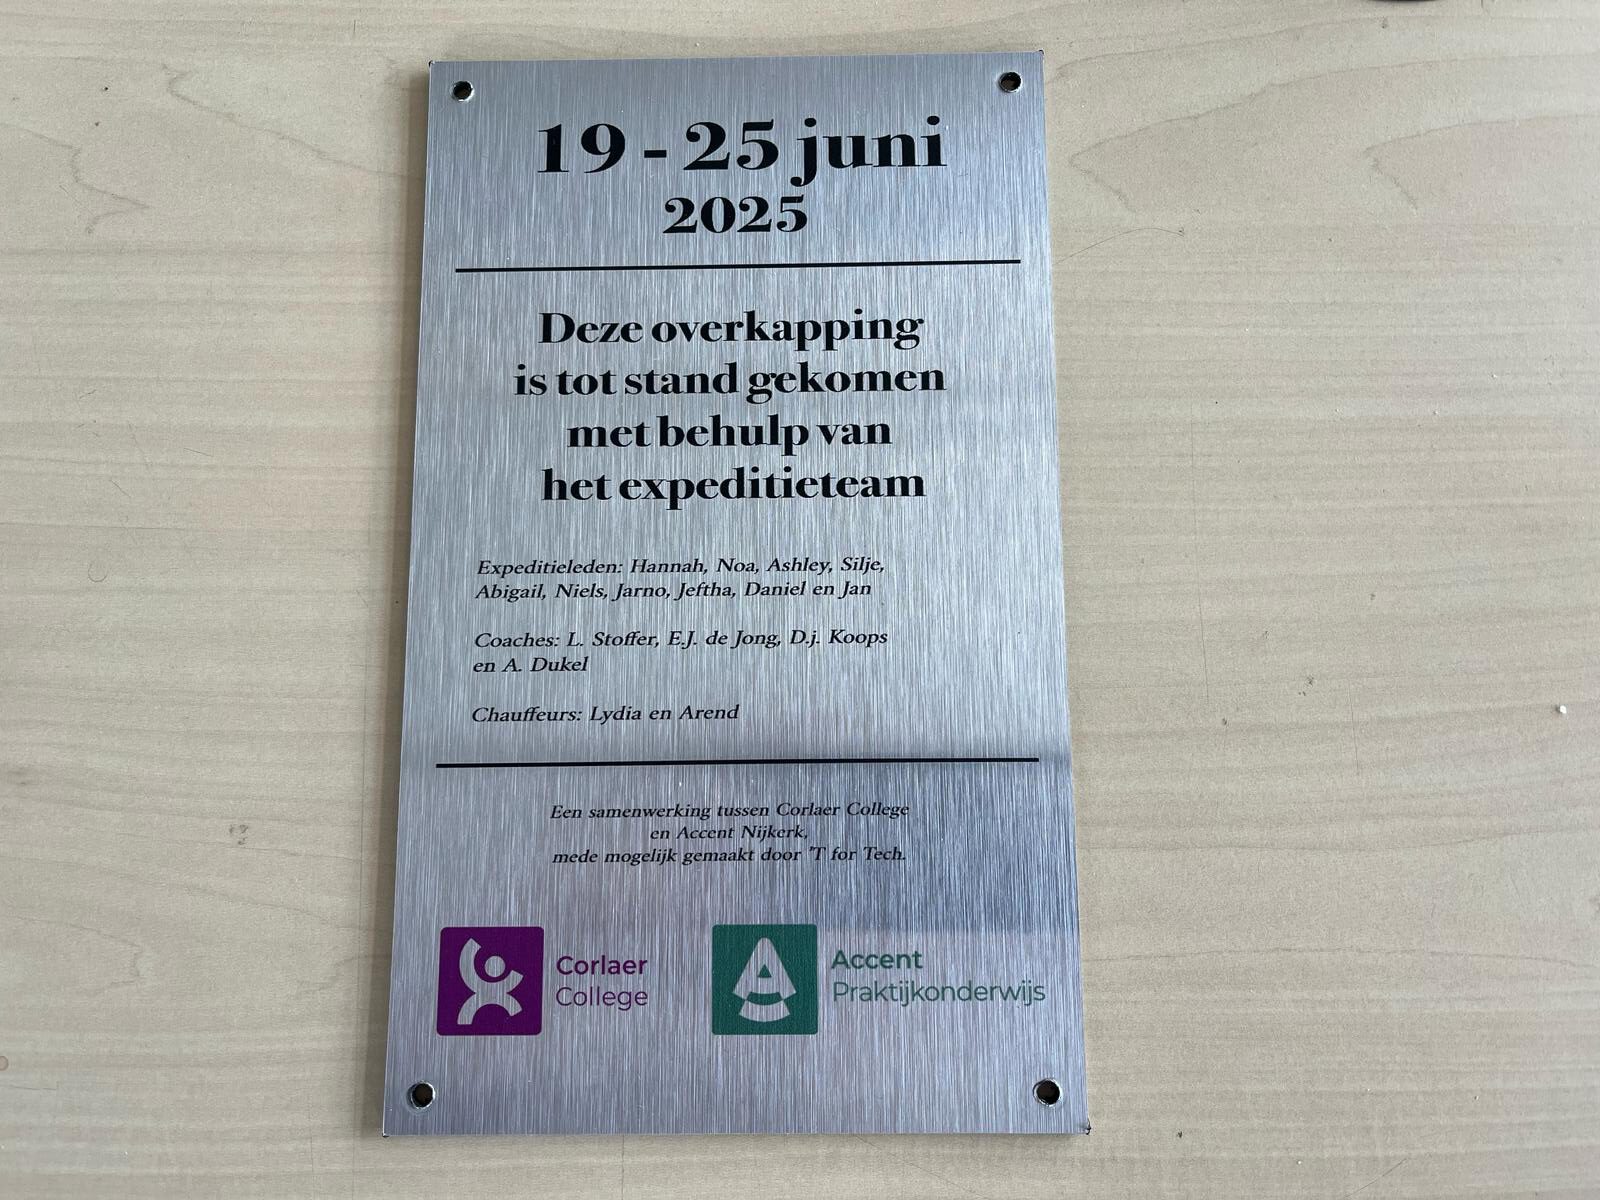 19 - 25 juni
2025
Deze overkapping
is tot stand gekomen
met behulp van
het expeditieteam
Expeditieleden: Hannah, Noa, Ashley, Silje,
Abigail, Niels, Jarno, Jeftha, Daniel en Jan
Coaches: L. Stoffer, E.J. de Jong, D.j. Koops
en A. Dukel
Chauffeurs: Lydia en Arend
Een samenwerking tussen Corlaer College
en Accent Nijkerk,
mede mogelijk gemaakt door 'T for Tech.
Corlaer
College
Accent
Praktijkonderwijs